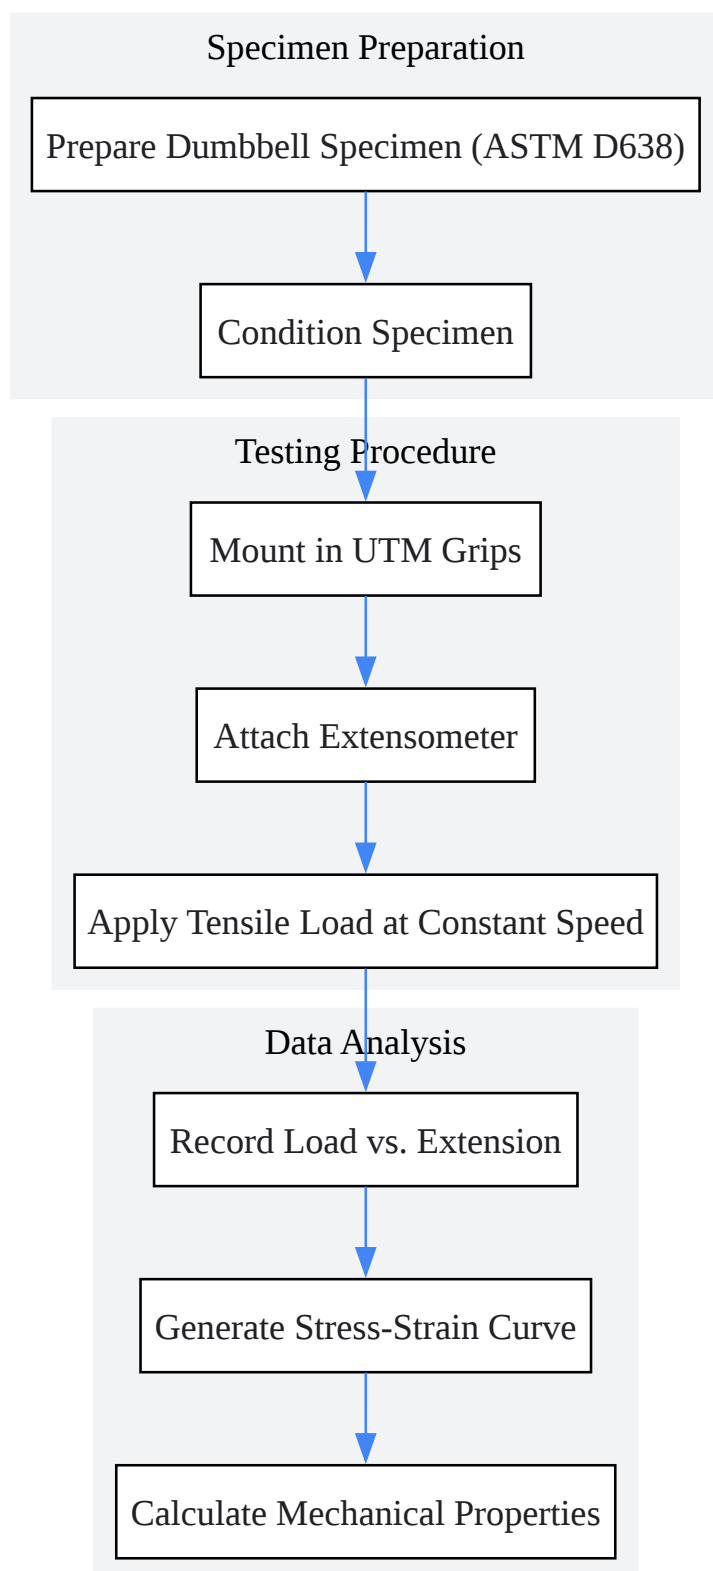 Specimen Preparation
Prepare Dumbbell Specimen (ASTM D638)
Condition Specimen
Testing Procedure
Mount in UTM Grips
Attach Extensometer
Apply Tensile Load at Constant Speed
Data Analysis
Record Load vs. Extension
Generate Stress-Strain Curve
Calculate Mechanical Properties